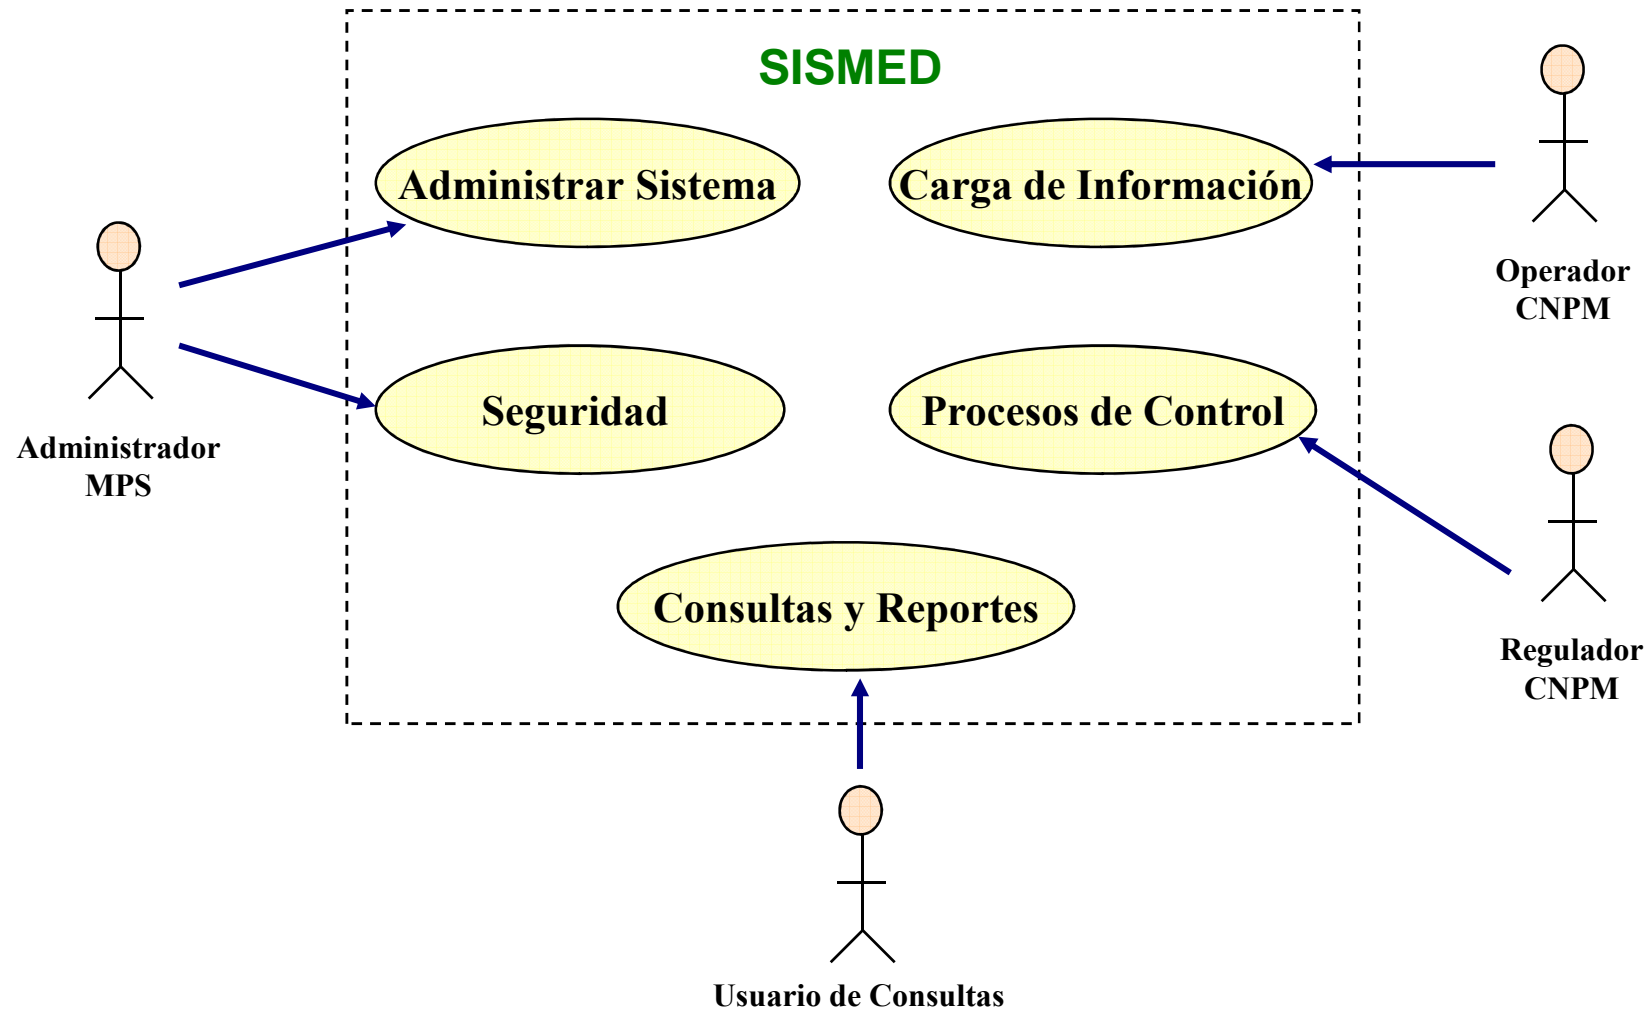 SISMED
Administrar Sistema
Carga de Información
Operador
CNPM
Seguridad
Procesos de Control
Administrador
MPS
Consultas y Reportes
Regulador
CNPM
Usuario de Consultas